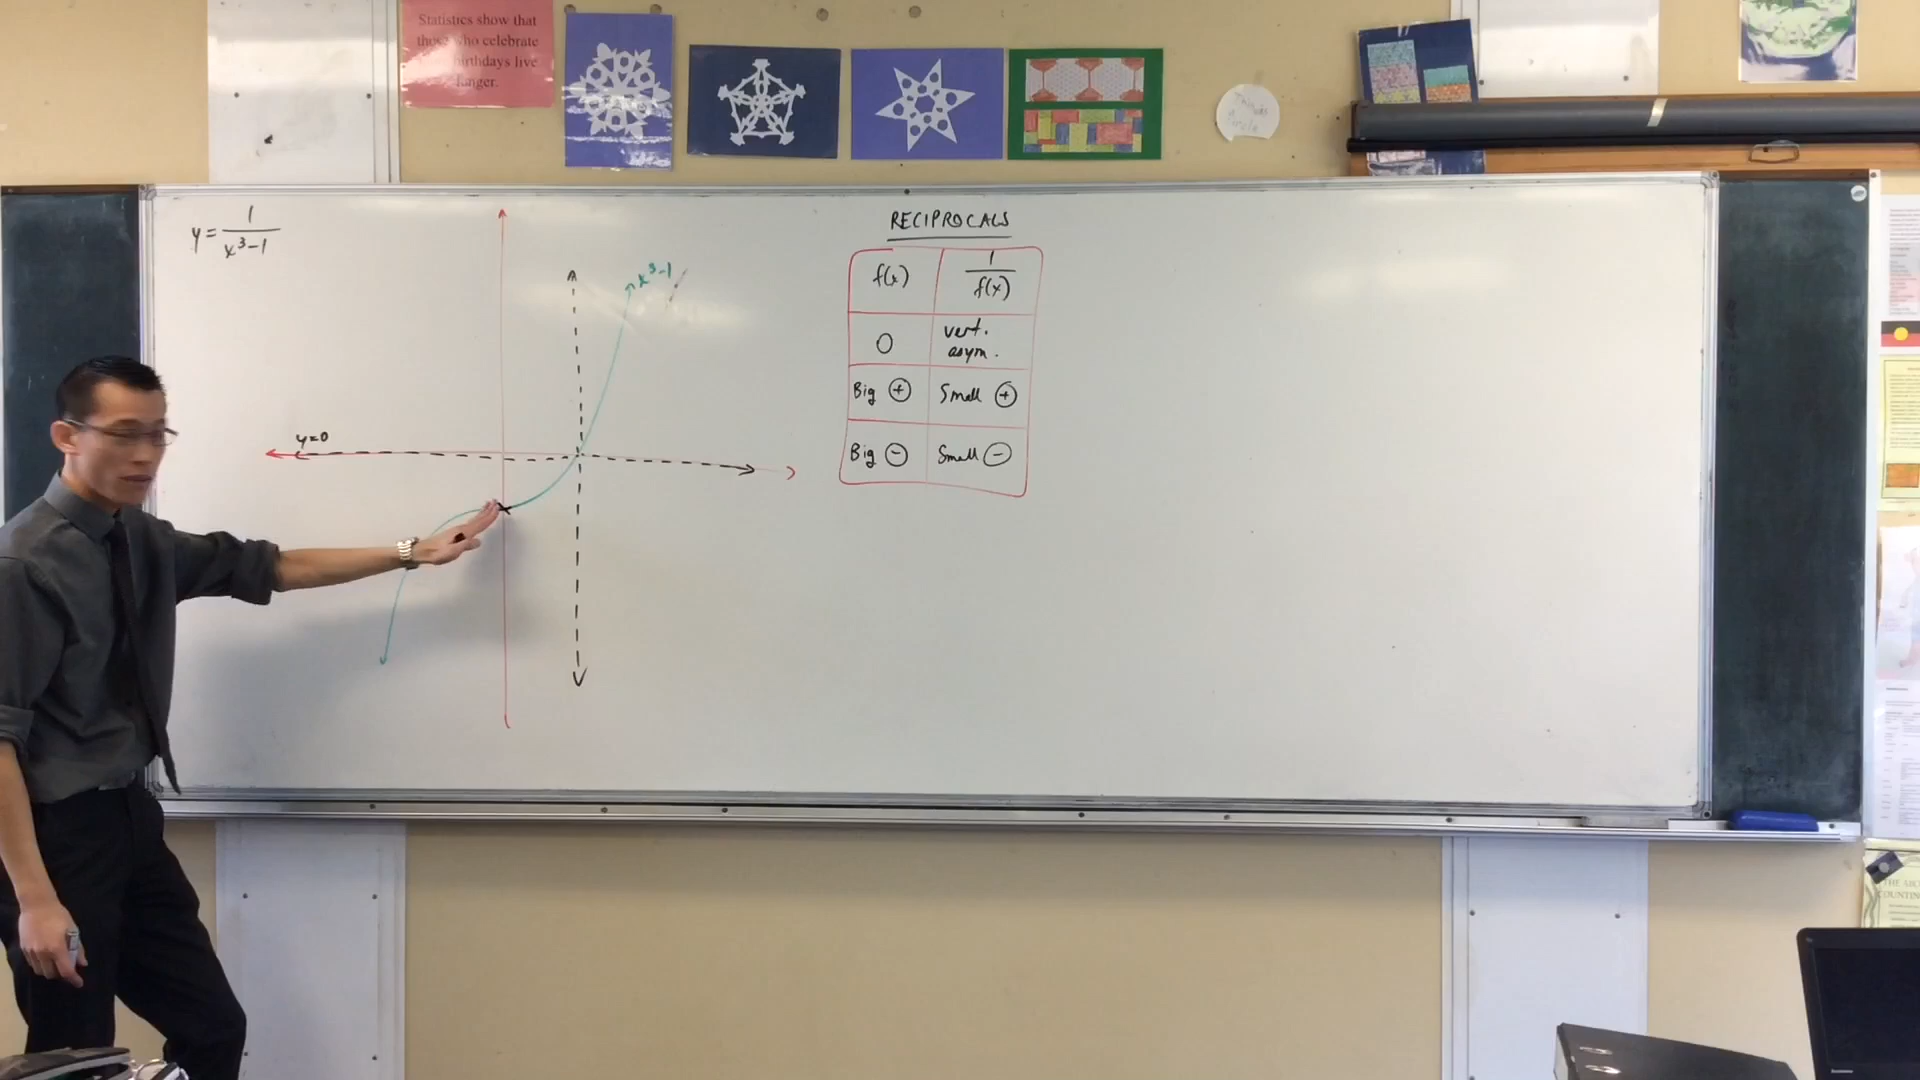 Statistics show that
those who celebrate
birthdays live
longer.
y = 1/(x³-1)
x³-1
y=0
RECIPROCALS
f(x) 1/f(x)
0 vert.
asym.
Big ⊕ Small ⊕
Big ⊖ Small ⊖